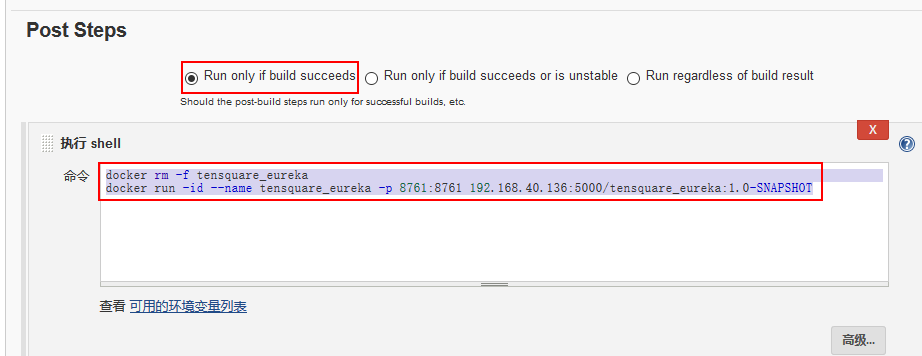 Post Steps
Run only if build succeeds Run only if build succeeds or is unstable Run regardless of build result
Should the post-build steps run only for successful builds, etc.
X
执行 shell
命令
docker rm -f tensquare_eureka
docker run -id --name tensquare_eureka -p 8761:8761 192.168.40.136:5000/tensquare_eureka:1.0-SNAPSHOT
查看 可用的环境变量列表
高级...